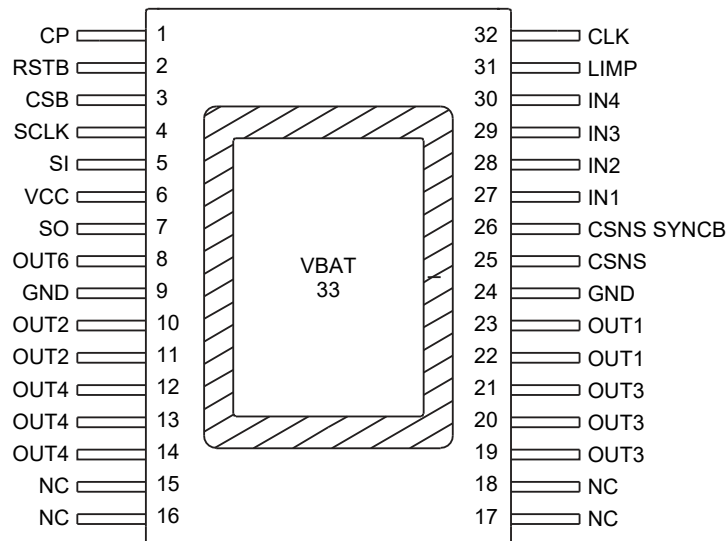 CP 1 32 CLK
RSTB 2 31 LIMP
CSB 3 30 IN4
SCLK 4 29 IN3
SI 5 28 IN2
VCC 6 27 IN1
SO 7 26 CSNS SYNCB
OUT6 8 VBAT 25 CSNS
GND 9 33 24 GND
OUT2 10 23 OUT1
OUT2 11 22 OUT1
OUT4 12 21 OUT3
OUT4 13 20 OUT3
OUT4 14 19 OUT3
NC 15 18 NC
NC 16 17 NC